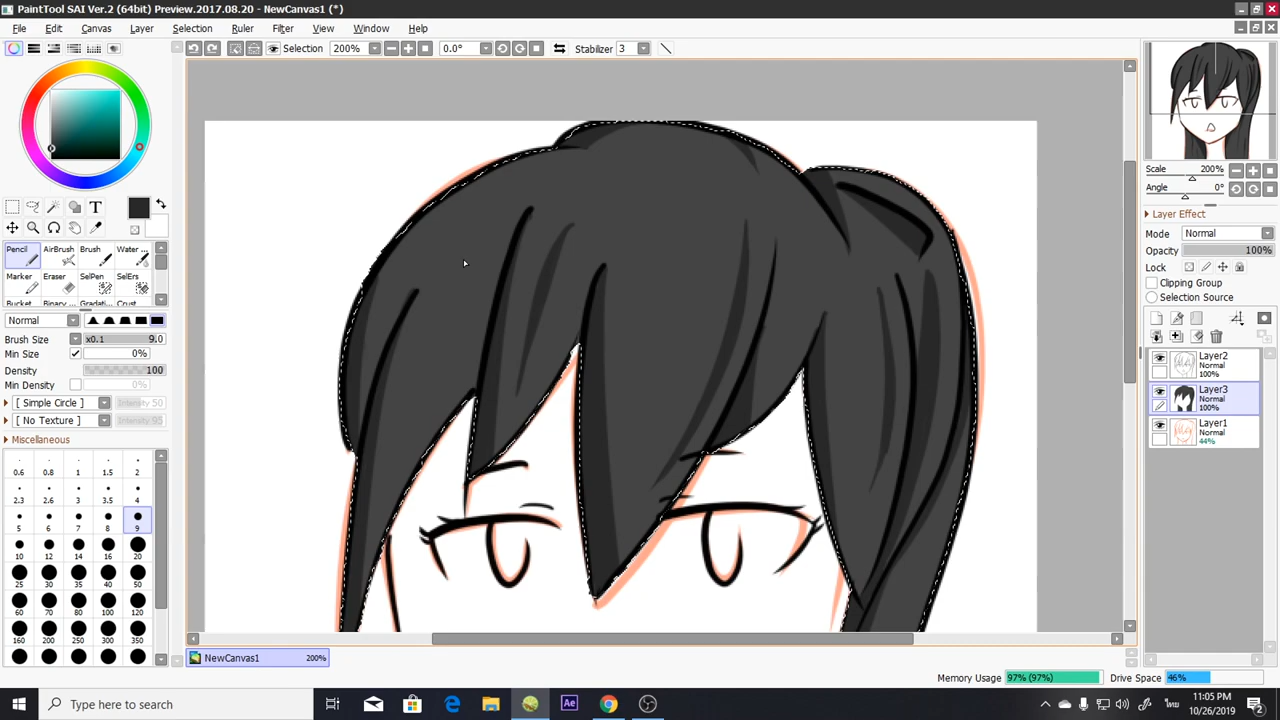 PaintTool SAI Ver.2 (64bit) Preview.2017.08.20 - NewCanvas1 (*)
File Edit Canvas Layer Selection Ruler Filter View Window Help
Selection 200% 0.0° Stabilizer 3
Scale 200%
Angle 0°
Layer Effect
Mode Normal
Opacity 100%
Lock
Clipping Group
Selection Source
Layer2
Normal
100%
Layer3
Normal
100%
Layer1
Normal
44%
T
Pencil AirBrush Brush Water ...
Marker Eraser SelPen SelErs
Bucket Binary ... Gradati... Crust
Normal
Brush Size x0.1 9.0
Min Size 0%
Density 100
Min Density 0%
[ Simple Circle ] Intensity 50
[ No Texture ] Intensity 95
Miscellaneous
0.6 0.8 1 1.5 2
2.3 2.6 3 3.5 4
5 6 7 8 9
10 12 14 16 20
25 30 35 40 50
60 70 80 100 120
160 200 250 300 350
NewCanvas1 200%
Memory Usage 97% (97%) Drive Space 46%
Type here to search
Ae
11:05 PM
10/26/2019
2